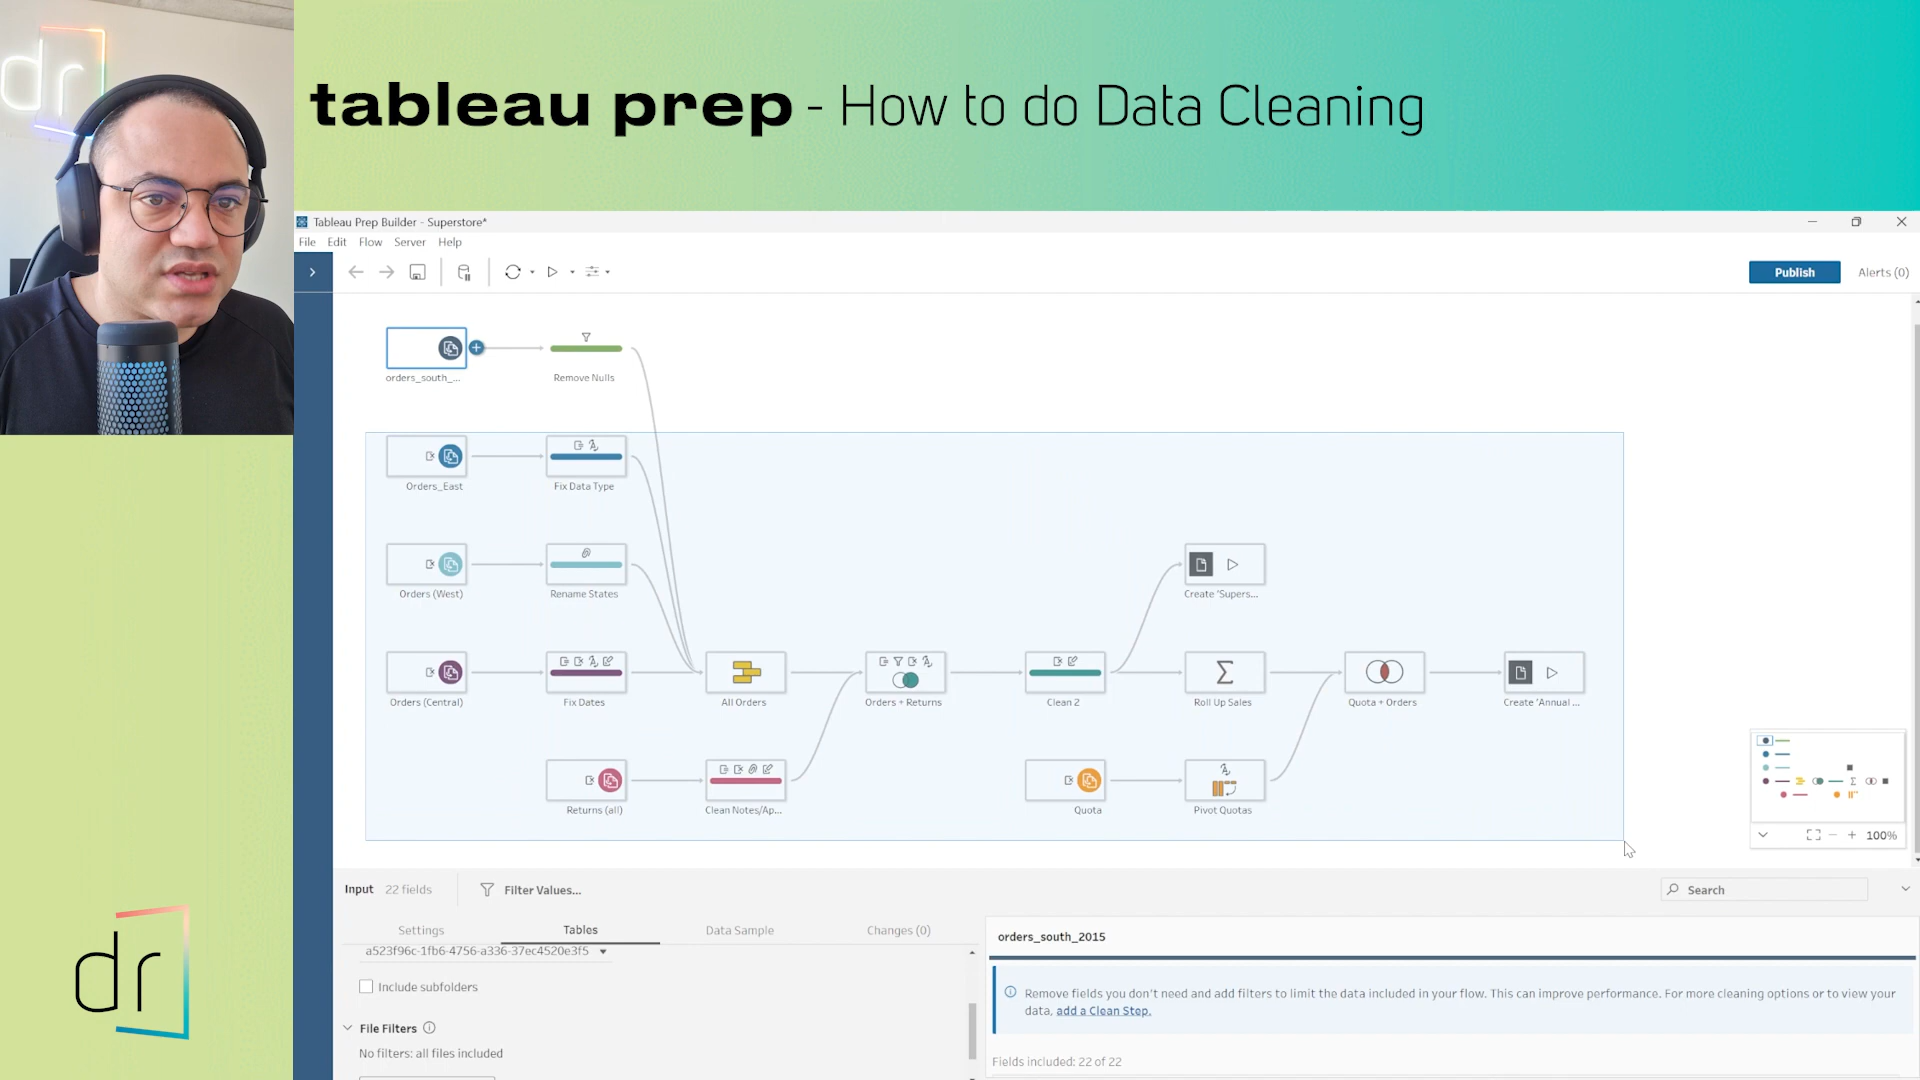 dr
tableau prep - How to do Data Cleaning
Tableau Prep Builder - Superstore*
File Edit Flow Server Help
Publish Alerts (0)
orders_south_...
Remove Nulls
Orders_East
Fix Data Type
Orders (West)
Rename States
Create 'Supers...
Orders (Central)
Fix Dates
All Orders
Orders + Returns
Clean 2
Roll Up Sales
Quota + Orders
Create 'Annual ...
Returns (all)
Clean Notes/Ap...
Quota
Pivot Quotas
100%
Input 22 fields
Filter Values...
Search
Settings
Tables
Data Sample
Changes (0)
a523f96c-1fb6-4756-a336-37ec4520e3f5
Include subfolders
File Filters
No filters: all files included
orders_south_2015
Remove fields you don't need and add filters to limit the data included in your flow. This can improve performance. For more cleaning options or to view your
data, add a Clean Step.
Fields included: 22 of 22
dr